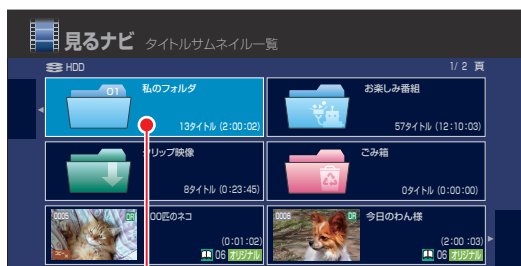 見るナビ タイトルサムネイル一覧
HDD 1/ 2 頁
01 私のフォルダ
13タイトル (2:00:02)
お楽しみ番組
57タイトル (12:10:03)
クリップ映像
8タイトル (0:23:45)
ごみ箱
0タイトル (0:00:00)
0005 DR 00匹のネコ
(0:01:02)
06 オリジナル
0006 DR 今日のわん様
(2:00 :03)
06 オリジナル